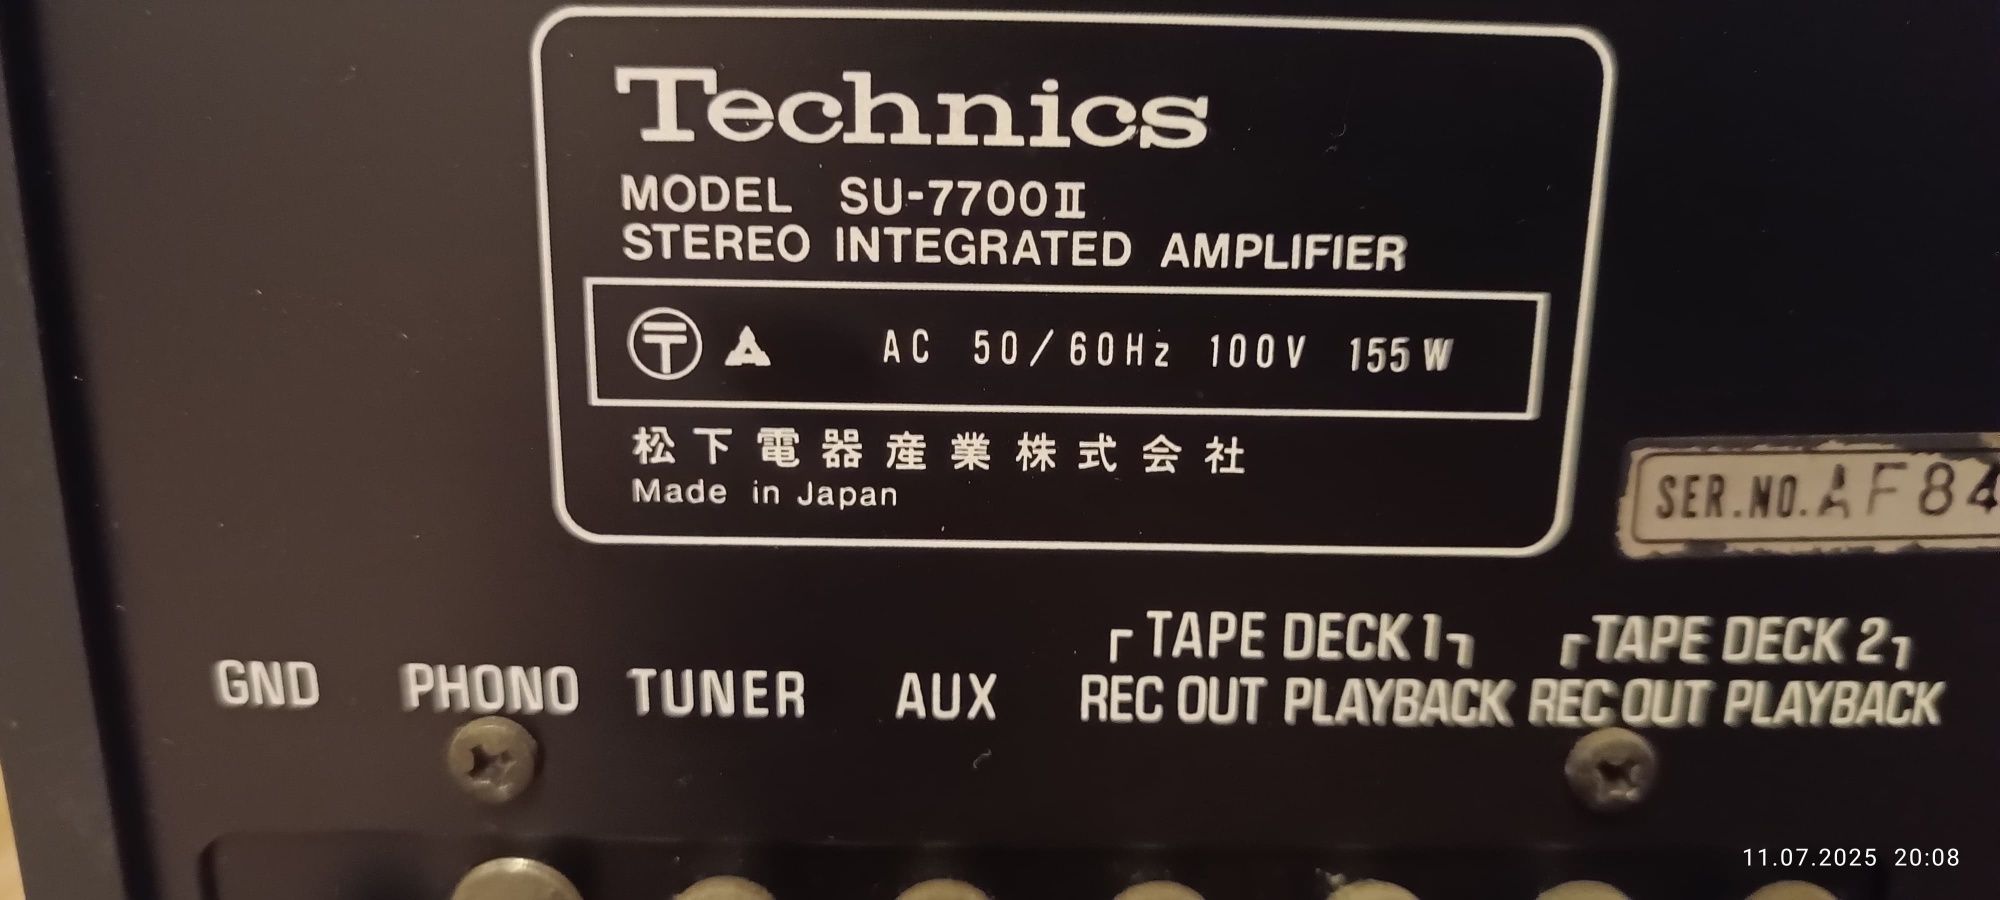 Technics
MODEL SU-7700Ⅱ
STEREO INTEGRATED AMPLIFIER
〶 AC 50/60Hz 100V 155W
松下電器産業株式会社
Made in Japan
SER.NO.AF84
GND PHONO TUNER AUX
TAPE DECK 1 TAPE DECK 2
REC OUT PLAYBACK REC OUT PLAYBACK
11.07.2025 20:08